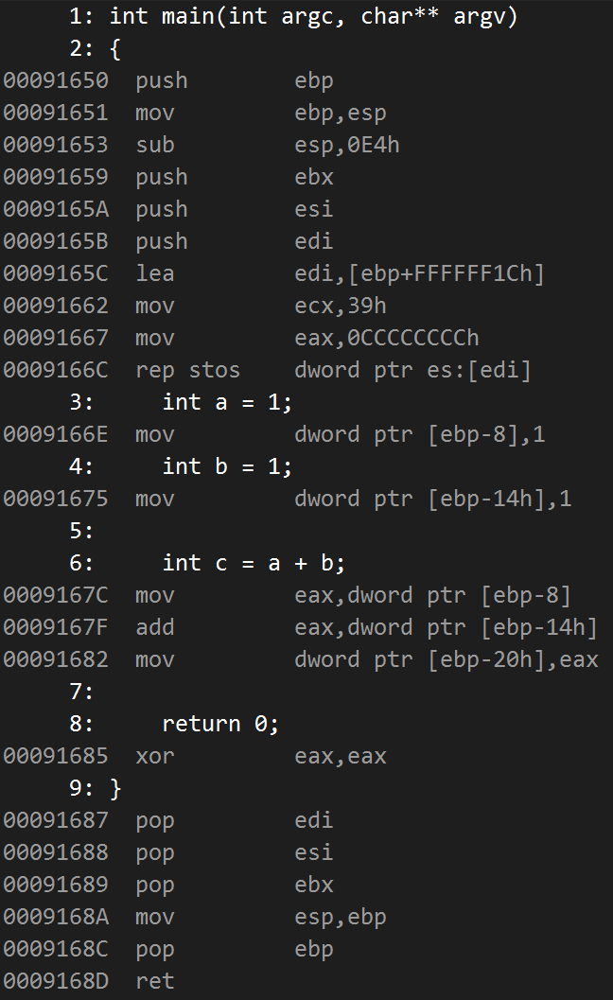 1: int main(int argc, char** argv)
2: {
00091650 push ebp
00091651 mov ebp,esp
00091653 sub esp,0E4h
00091659 push ebx
0009165A push esi
0009165B push edi
0009165C lea edi,[ebp+FFFFFF1Ch]
00091662 mov ecx,39h
00091667 mov eax,0CCCCCCCCh
0009166C rep stos dword ptr es:[edi]
3: int a = 1;
0009166E mov dword ptr [ebp-8],1
4: int b = 1;
00091675 mov dword ptr [ebp-14h],1
5:
6: int c = a + b;
0009167C mov eax,dword ptr [ebp-8]
0009167F add eax,dword ptr [ebp-14h]
00091682 mov dword ptr [ebp-20h],eax
7:
8: return 0;
00091685 xor eax,eax
9: }
00091687 pop edi
00091688 pop esi
00091689 pop ebx
0009168A mov esp,ebp
0009168C pop ebp
0009168D ret